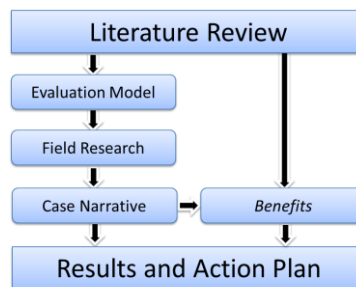 Literature Review
Evaluation Model
Field Research
Case Narrative
Benefits
Results and Action Plan